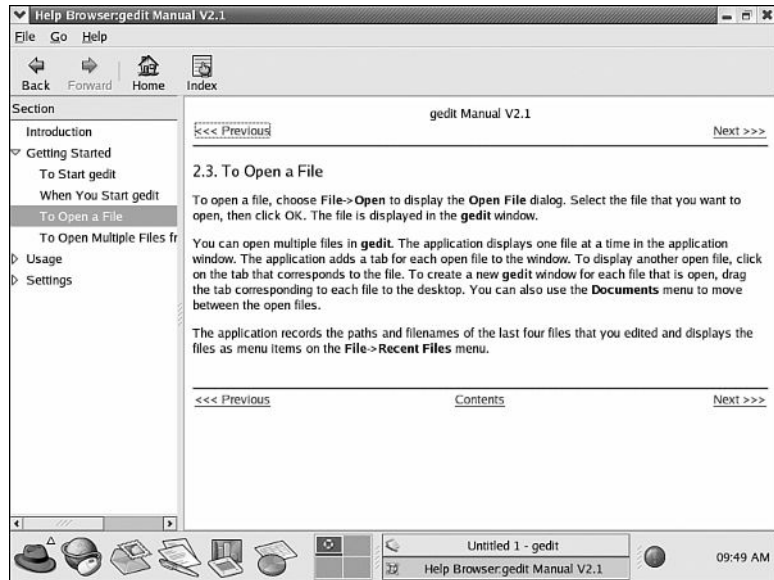 Help Browser:gedit Manual V2.1
File Go Help
Back Forward Home Index
Section
Introduction
Getting Started
To Start gedit
When You Start gedit
To Open a File
To Open Multiple Files fr
Usage
Settings
gedit Manual V2.1
<<< Previous Next >>>
2.3. To Open a File
To open a file, choose File->Open to display the Open File dialog. Select the file that you want to
open, then click OK. The file is displayed in the gedit window.
You can open multiple files in gedit. The application displays one file at a time in the application
window. The application adds a tab for each open file to the window. To display another open file, click
on the tab that corresponds to the file. To create a new gedit window for each file that is open, drag
the tab corresponding to each file to the desktop. You can also use the Documents menu to move
between the open files.
The application records the paths and filenames of the last four files that you edited and displays the
files as menu items on the File->Recent Files menu.
<<< Previous Contents Next >>>
Untitled 1 - gedit
Help Browser:gedit Manual V2.1
09:49 AM